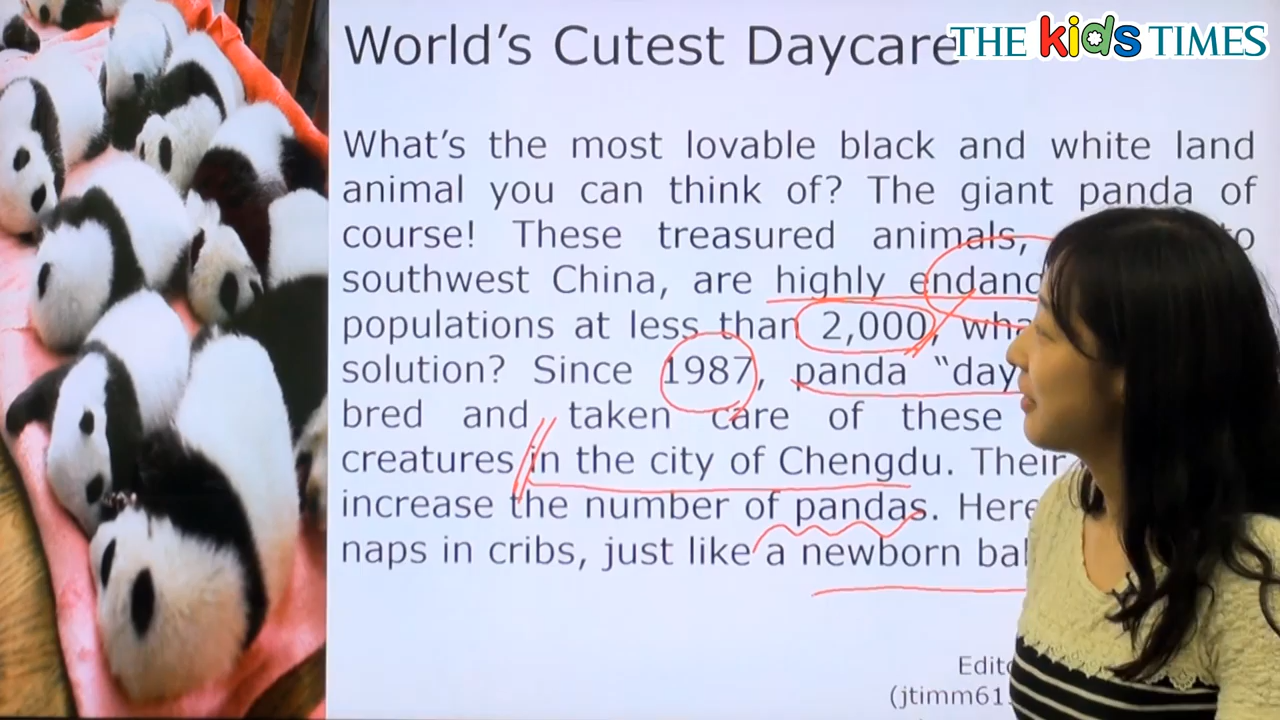 World's Cutest Daycare
THE kids TIMES
What's the most lovable black and white land
animal you can think of? The giant panda of
course! These treasured animals, to
southwest China, are highly
populations at less than 2,000,
solution? Since 1987, panda
bred and taken care of these
creatures in the city of Chengdu. Their
increase the number of pandas. Here
naps in cribs, just like a newborn